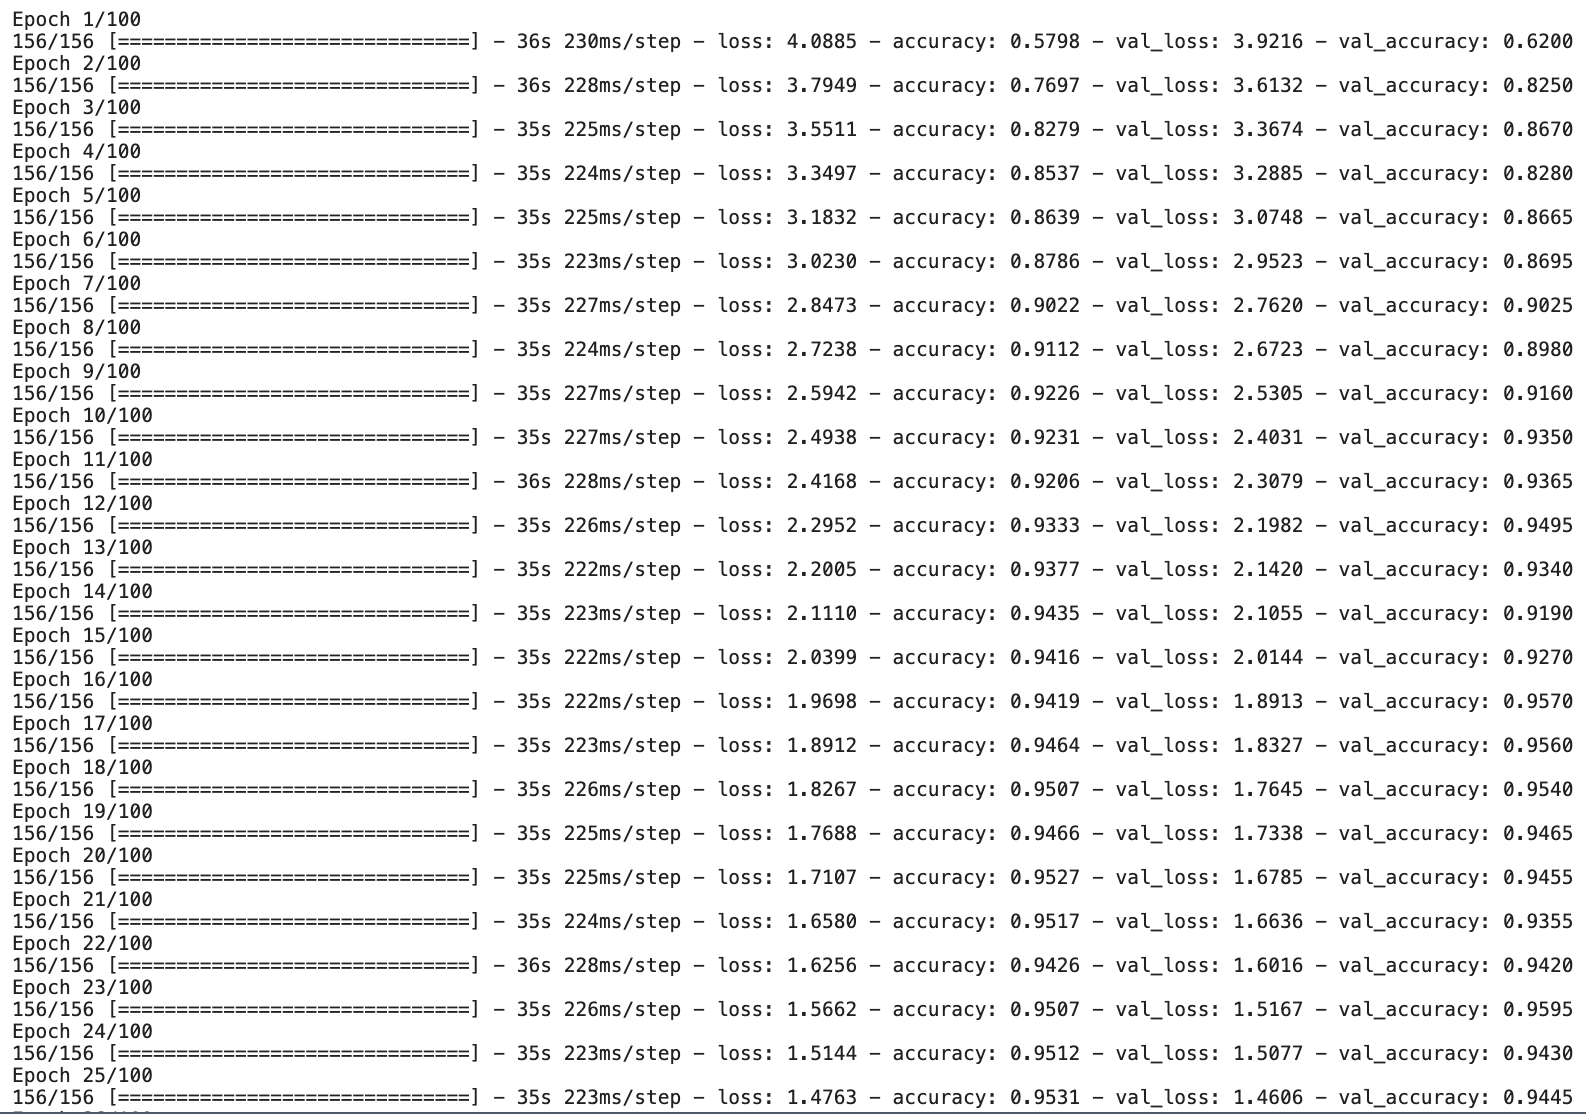 Epoch 1/100
156/156 [==============================] - 36s 230ms/step - loss: 4.0885 - accuracy: 0.5798 - val_loss: 3.9216 - val_accuracy: 0.6200
Epoch 2/100
156/156 [==============================] - 36s 228ms/step - loss: 3.7949 - accuracy: 0.7697 - val_loss: 3.6132 - val_accuracy: 0.8250
Epoch 3/100
156/156 [==============================] - 35s 225ms/step - loss: 3.5511 - accuracy: 0.8279 - val_loss: 3.3674 - val_accuracy: 0.8670
Epoch 4/100
156/156 [==============================] - 35s 224ms/step - loss: 3.3497 - accuracy: 0.8537 - val_loss: 3.2885 - val_accuracy: 0.8280
Epoch 5/100
156/156 [==============================] - 35s 225ms/step - loss: 3.1832 - accuracy: 0.8639 - val_loss: 3.0748 - val_accuracy: 0.8665
Epoch 6/100
156/156 [==============================] - 35s 223ms/step - loss: 3.0230 - accuracy: 0.8786 - val_loss: 2.9523 - val_accuracy: 0.8695
Epoch 7/100
156/156 [==============================] - 35s 227ms/step - loss: 2.8473 - accuracy: 0.9022 - val_loss: 2.7620 - val_accuracy: 0.9025
Epoch 8/100
156/156 [==============================] - 35s 224ms/step - loss: 2.7238 - accuracy: 0.9112 - val_loss: 2.6723 - val_accuracy: 0.8980
Epoch 9/100
156/156 [==============================] - 35s 227ms/step - loss: 2.5942 - accuracy: 0.9226 - val_loss: 2.5305 - val_accuracy: 0.9160
Epoch 10/100
156/156 [==============================] - 35s 227ms/step - loss: 2.4938 - accuracy: 0.9231 - val_loss: 2.4031 - val_accuracy: 0.9350
Epoch 11/100
156/156 [==============================] - 36s 228ms/step - loss: 2.4168 - accuracy: 0.9206 - val_loss: 2.3079 - val_accuracy: 0.9365
Epoch 12/100
156/156 [==============================] - 35s 226ms/step - loss: 2.2952 - accuracy: 0.9333 - val_loss: 2.1982 - val_accuracy: 0.9495
Epoch 13/100
156/156 [==============================] - 35s 222ms/step - loss: 2.2005 - accuracy: 0.9377 - val_loss: 2.1420 - val_accuracy: 0.9340
Epoch 14/100
156/156 [==============================] - 35s 223ms/step - loss: 2.1110 - accuracy: 0.9435 - val_loss: 2.1055 - val_accuracy: 0.9190
Epoch 15/100
156/156 [==============================] - 35s 222ms/step - loss: 2.0399 - accuracy: 0.9416 - val_loss: 2.0144 - val_accuracy: 0.9270
Epoch 16/100
156/156 [==============================] - 35s 222ms/step - loss: 1.9698 - accuracy: 0.9419 - val_loss: 1.8913 - val_accuracy: 0.9570
Epoch 17/100
156/156 [==============================] - 35s 223ms/step - loss: 1.8912 - accuracy: 0.9464 - val_loss: 1.8327 - val_accuracy: 0.9560
Epoch 18/100
156/156 [==============================] - 35s 226ms/step - loss: 1.8267 - accuracy: 0.9507 - val_loss: 1.7645 - val_accuracy: 0.9540
Epoch 19/100
156/156 [==============================] - 35s 225ms/step - loss: 1.7688 - accuracy: 0.9466 - val_loss: 1.7338 - val_accuracy: 0.9465
Epoch 20/100
156/156 [==============================] - 35s 225ms/step - loss: 1.7107 - accuracy: 0.9527 - val_loss: 1.6785 - val_accuracy: 0.9455
Epoch 21/100
156/156 [==============================] - 35s 224ms/step - loss: 1.6580 - accuracy: 0.9517 - val_loss: 1.6636 - val_accuracy: 0.9355
Epoch 22/100
156/156 [==============================] - 36s 228ms/step - loss: 1.6256 - accuracy: 0.9426 - val_loss: 1.6016 - val_accuracy: 0.9420
Epoch 23/100
156/156 [==============================] - 35s 226ms/step - loss: 1.5662 - accuracy: 0.9507 - val_loss: 1.5167 - val_accuracy: 0.9595
Epoch 24/100
156/156 [==============================] - 35s 223ms/step - loss: 1.5144 - accuracy: 0.9512 - val_loss: 1.5077 - val_accuracy: 0.9430
Epoch 25/100
156/156 [==============================] - 35s 223ms/step - loss: 1.4763 - accuracy: 0.9531 - val_loss: 1.4606 - val_accuracy: 0.9445